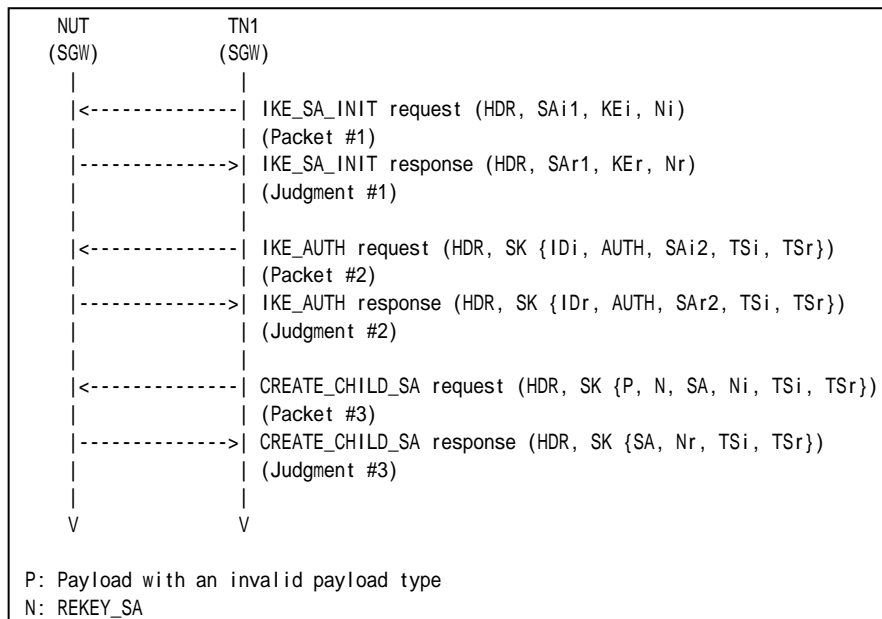 NUT TN1
(SGW) (SGW)
| |
|<--------------| IKE_SA_INIT request (HDR, SAi1, KEi, Ni)
| | (Packet #1)
|-------------->| IKE_SA_INIT response (HDR, SAr1, KEr, Nr)
| | (Judgment #1)
| |
|<--------------| IKE_AUTH request (HDR, SK {IDi, AUTH, SAi2, TSi, TSr})
| | (Packet #2)
|-------------->| IKE_AUTH response (HDR, SK {IDr, AUTH, SAr2, TSi, TSr})
| | (Judgment #2)
| |
|<--------------| CREATE_CHILD_SA request (HDR, SK {P, N, SA, Ni, TSi, TSr})
| | (Packet #3)
|-------------->| CREATE_CHILD_SA response (HDR, SK {SA, Nr, TSi, TSr})
| | (Judgment #3)
| |
V V
P: Payload with an invalid payload type
N: REKEY_SA